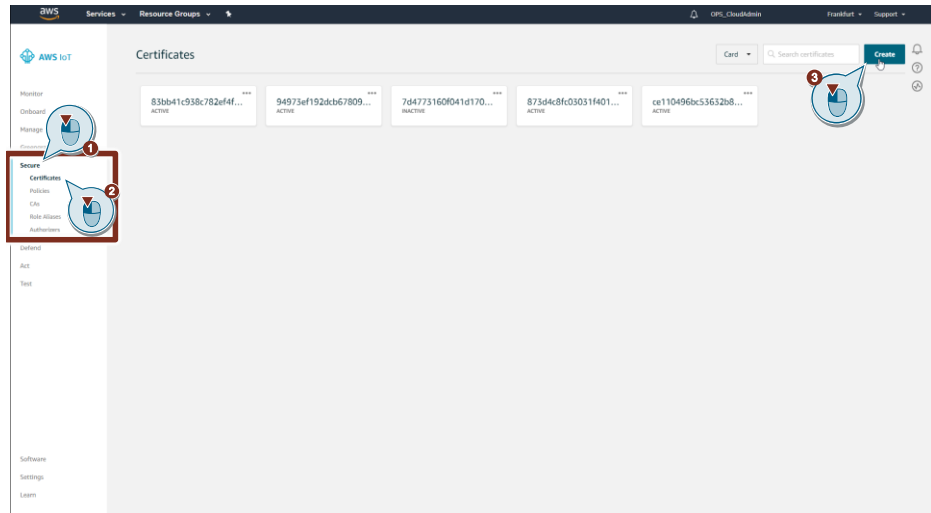 aws Services Resource Groups OPS_CloudAdmin Frankfurt Support
AWS IoT
Certificates
Card Search certificates Create
3
Monitor
Onboard
Manage
83bb41c938c782ef4f...
ACTIVE
94973ef192dcb67809...
ACTIVE
7d4773160f041d170...
INACTIVE
873d4c8fc03031f401...
ACTIVE
ce110496bc53632b8...
ACTIVE
1
Secure
Certificates
2
Policies
CAs
Role Aliases
Authorizers
Defend
Act
Test
Software
Settings
Learn